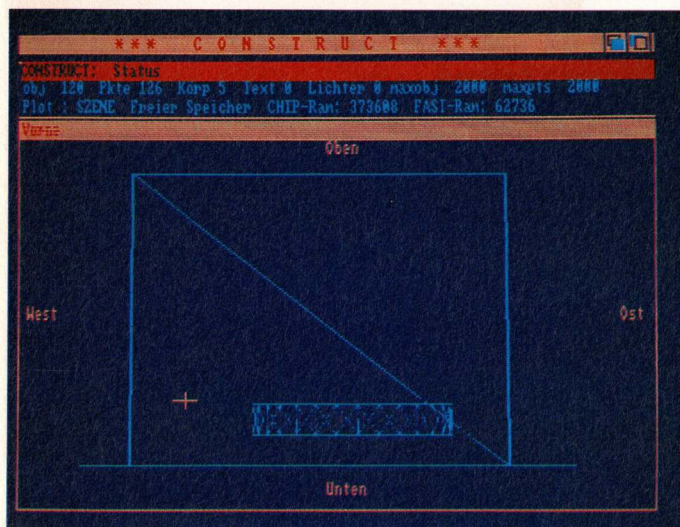 *** C O N S T R U C T ***
CONSTRUCT: Status
obj 120 Pkte 126 Korp 5 Text 0 Lichter 0 maxobj 2000 maxpts 2000
Plot : SZENE Freier Speicher CHIP-Ram: 373608 FAST-Ram: 62736
Vorne
Oben
West
Ost
Unten